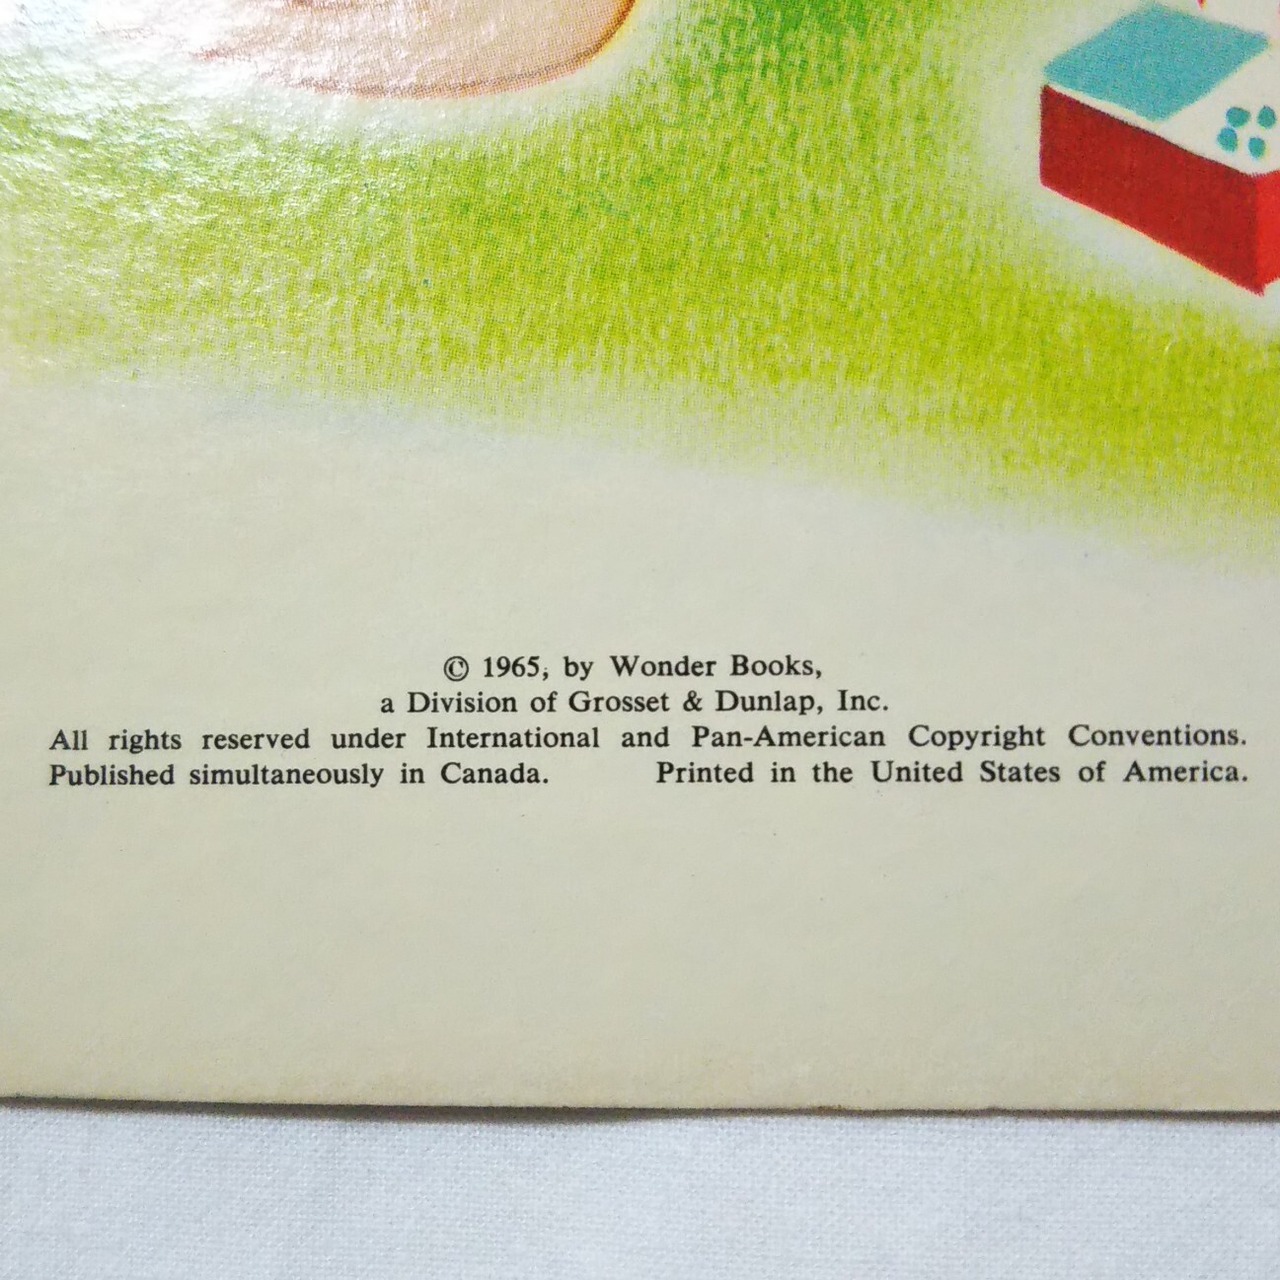 © 1965, by Wonder Books,
a Division of Grosset & Dunlap, Inc.
All rights reserved under International and Pan-American Copyright Conventions.
Published simultaneously in Canada. Printed in the United States of America.